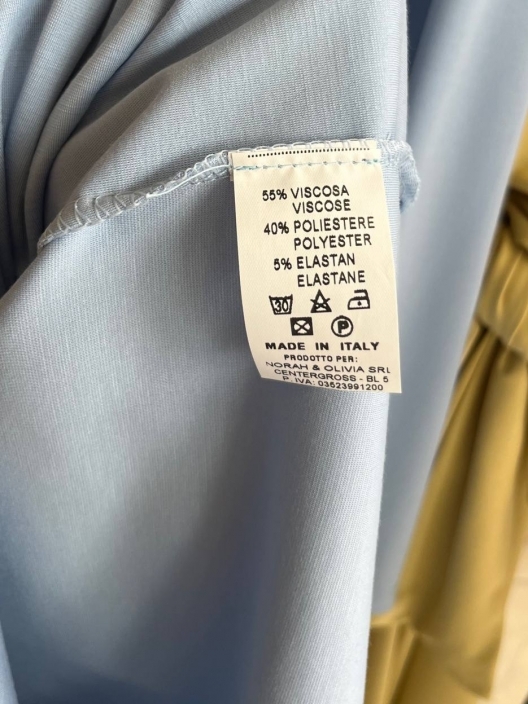 55% VISCOSA
VISCOSE
40% POLIESTERE
POLYESTER
5% ELASTAN
ELASTANE
30
P
MADE IN ITALY
PRODOTTO PER:
NORAH & OLIVIA SRL
CENTERGROSS - BL 5
P. IVA: 03523991200